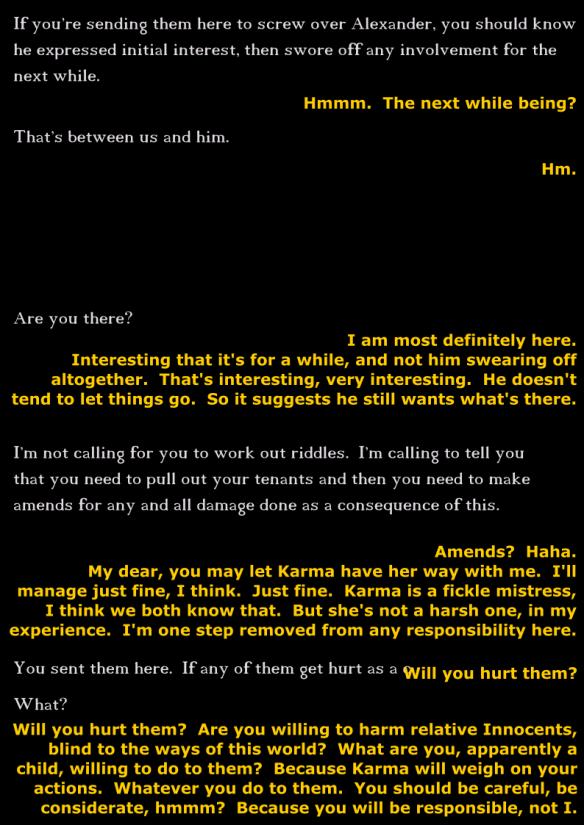 If you're sending them here to screw over Alexander, you should know
he expressed initial interest, then swore off any involvement for the
next while.
Hmmm. The next while being?
That's between us and him.
Hm.
Are you there?
I am most definitely here.
Interesting that it's for a while, and not him swearing off
altogether. That's interesting, very interesting. He doesn't
tend to let things go. So it suggests he still wants what's there.
I'm not calling for you to work out riddles. I'm calling to tell you
that you need to pull out your tenants and then you need to make
amends for any and all damage done as a consequence of this.
Amends? Haha.
My dear, you may let Karma have her way with me. I'll
manage just fine, I think. Just fine. Karma is a fickle mistress,
I think we both know that. But she's not a harsh one, in my
experience. I'm one step removed from any responsibility here.
You sent them here. If any of them get hurt as a
Will you hurt them?
What?
Will you hurt them? Are you willing to harm relative Innocents,
blind to the ways of this world? What are you, apparently a
child, willing to do to them? Because Karma will weigh on your
actions. Whatever you do to them. You should be careful, be
considerate, hmmm? Because you will be responsible, not I.